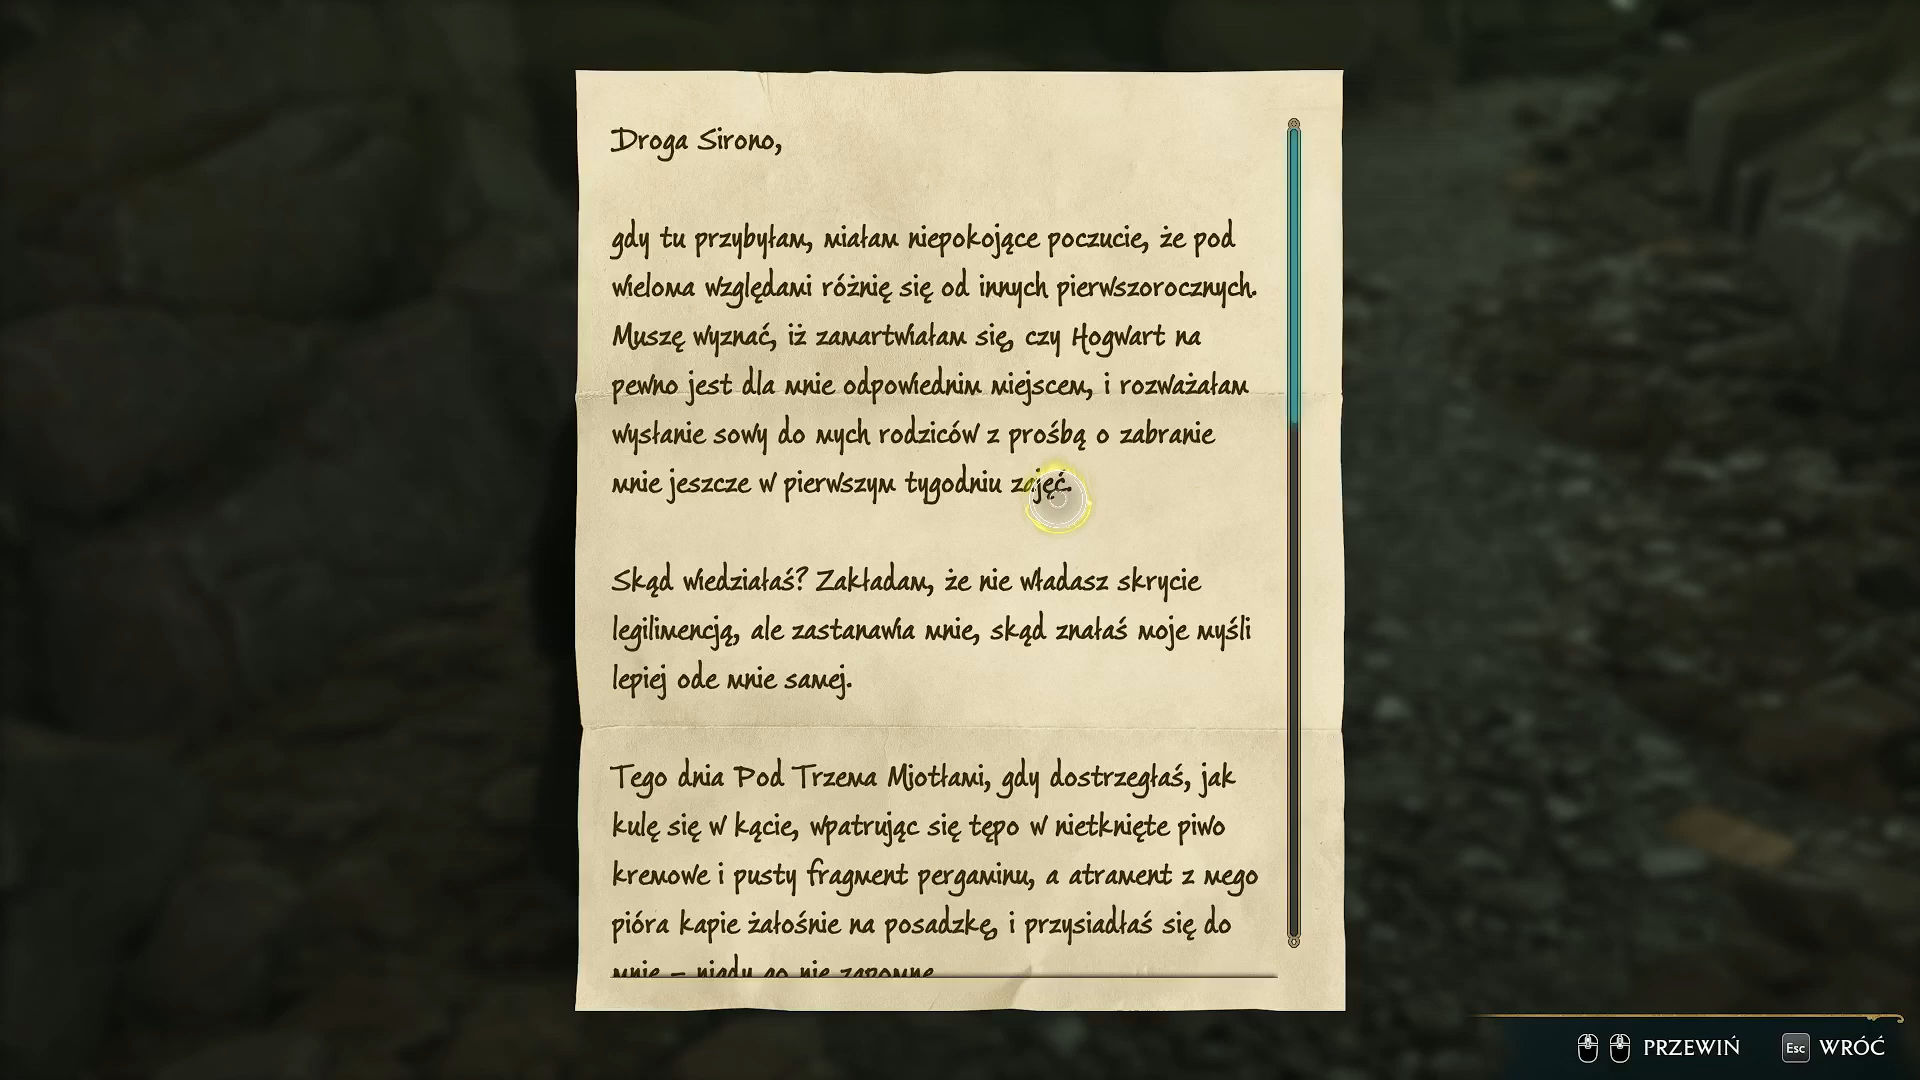 Droga Sirono,
gdy tu przybyłam, miałam niepokojące poczucie, że pod
wieloma względami różnię się od innych pierwszorocznych.
Muszę wyznać, iż zamartwiałam się, czy Hogwart na
pewno jest dla mnie odpowiednim miejscem, i rozważałam
wysłanie sowy do mych rodziców z prośbą o zabranie
mnie jeszcze w pierwszym tygodniu zajęć.
Skąd wiedziałaś? Zakładam, że nie władasz skrycie
legilimencją, ale zastanawia mnie, skąd znałaś moje myśli
lepiej ode mnie samej.
Tego dnia Pod Trzema Miotłami, gdy dostrzegłaś, jak
kulę się w kącie, wpatrując się tępo w nietknięte piwo
kremowe i pusty fragment pergaminu, a atrament z mego
pióra kapie żałośnie na posadzkę, i przysiadłaś się do
mnie – nigdy go nie zapomnę
PRZEWIŃ
Esc WRÓĆ